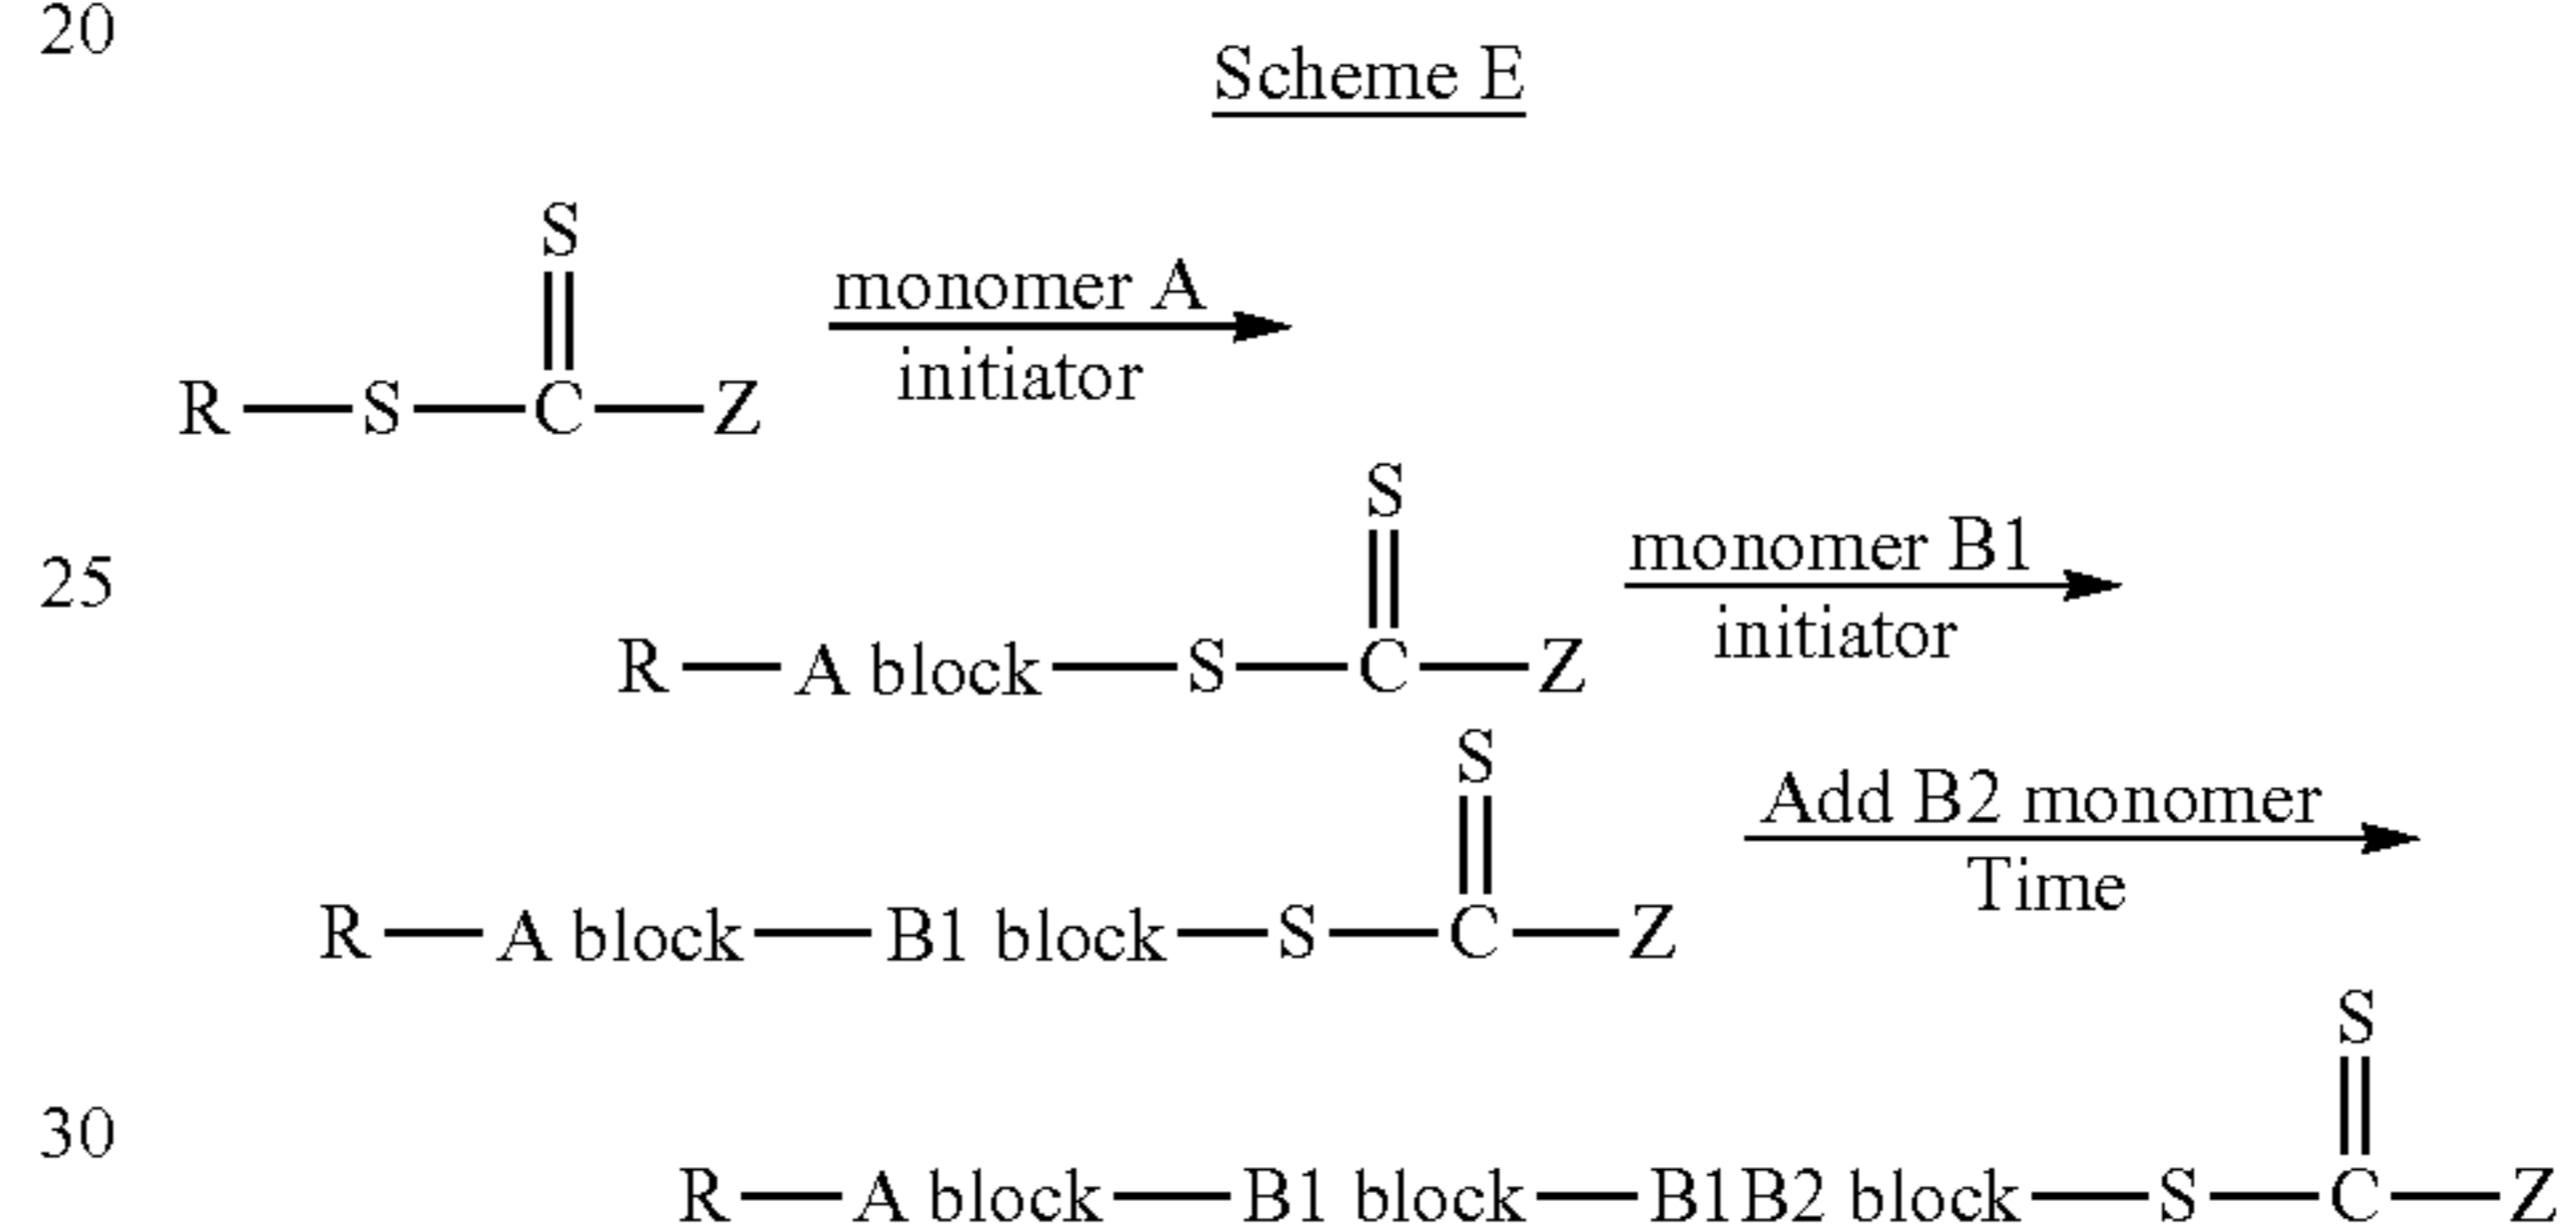 20
Scheme E
S
monomer A
initiator
R—S—C—Z
S
25
monomer B1
initiator
R—A block—S—C—Z
S
Add B2 monomer
Time
R—A block—B1 block—S—C—Z
S
30
R—A block—B1 block—B1B2 block—S—C—Z